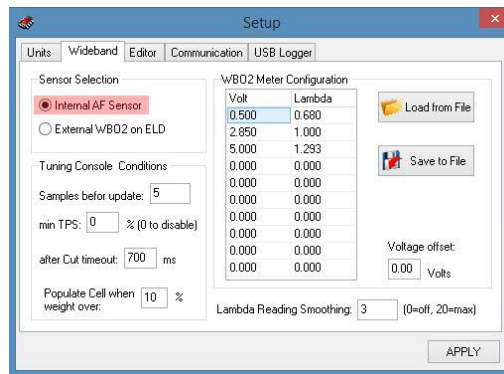 Setup
Units Wideband Editor Communication USB Logger
Sensor Selection
Internal AF Sensor
External WBO2 on ELD
Tuning Console Conditions
Samples befor update: 5
min TPS: 0 % (0 to disable)
after Cut timeout: 700 ms
Populate Cell when
weight over: 10 %
WBO2 Meter Configuration
Volt Lambda
0.500 0.680
2.850 1.000
5.000 1.293
0.000 0.000
0.000 0.000
0.000 0.000
0.000 0.000
0.000 0.000
0.000 0.000
0.000 0.000
Load from File
Save to File
Voltage offset:
0.00 Volts
Lambda Reading Smoothing: 3 (0=off, 20=max)
APPLY